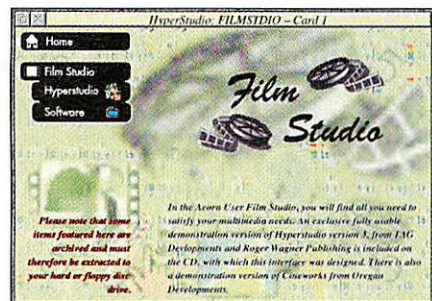 HyperStudio: FILMSTDIO – Card 1
Home
Film Studio
Hyperstudio
Software
Film
Studio
Please note that some
items featured here are
archived and must
therefore be extracted to
your hard or floppy disc
drive.
In the Acorn User Film Studio, you will find all you need to
satisfy your multimedia needs. An exclusive fully usable
demonstration version of Hyperstudio version 3, from TAG
Devlopments and Roger Wagner Publishing is included on
the CD, with which this interface was designed. There is also
a demonstration version of Cineworks from Oregan
Devlopments.